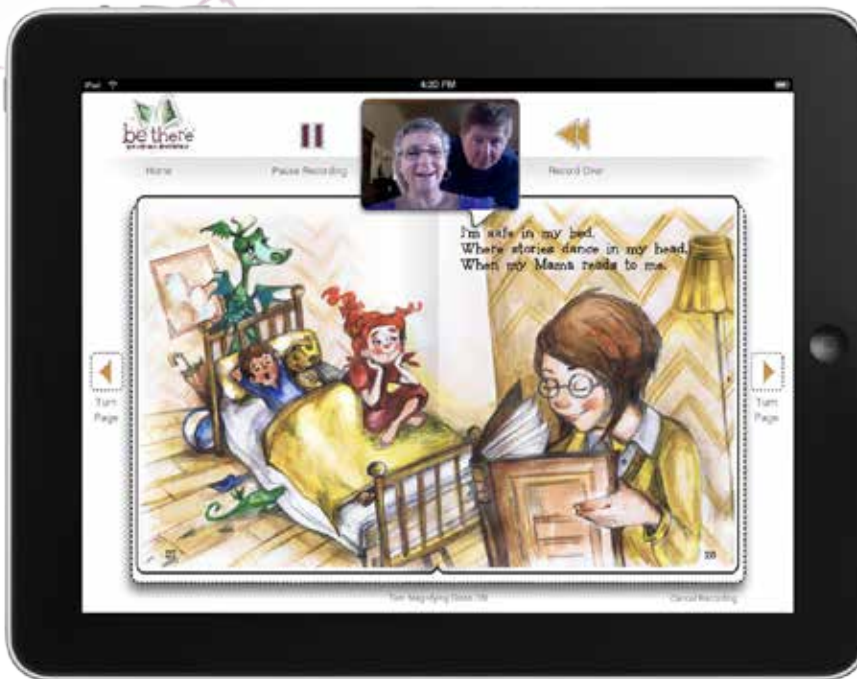 iPad
4:20 PM
be there
Home
Pause Recording
Record Over
I'm safe in my bed.
Where stories dance in my head,
When my Mama reads to me.
Turn
Page
Turn
Page
Cancel Recording